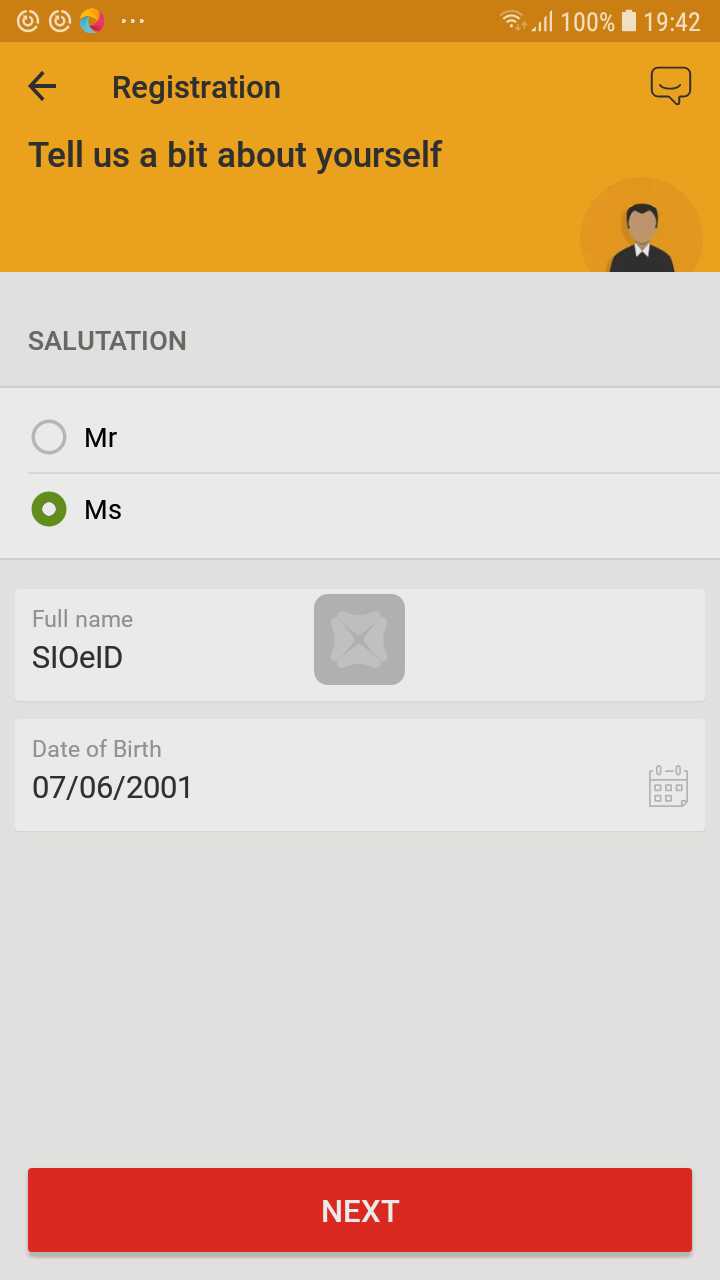 100% 19:42
Registration
Tell us a bit about yourself
SALUTATION
Mr
Ms
Full name
SlOelD
Date of Birth
07/06/2001
NEXT